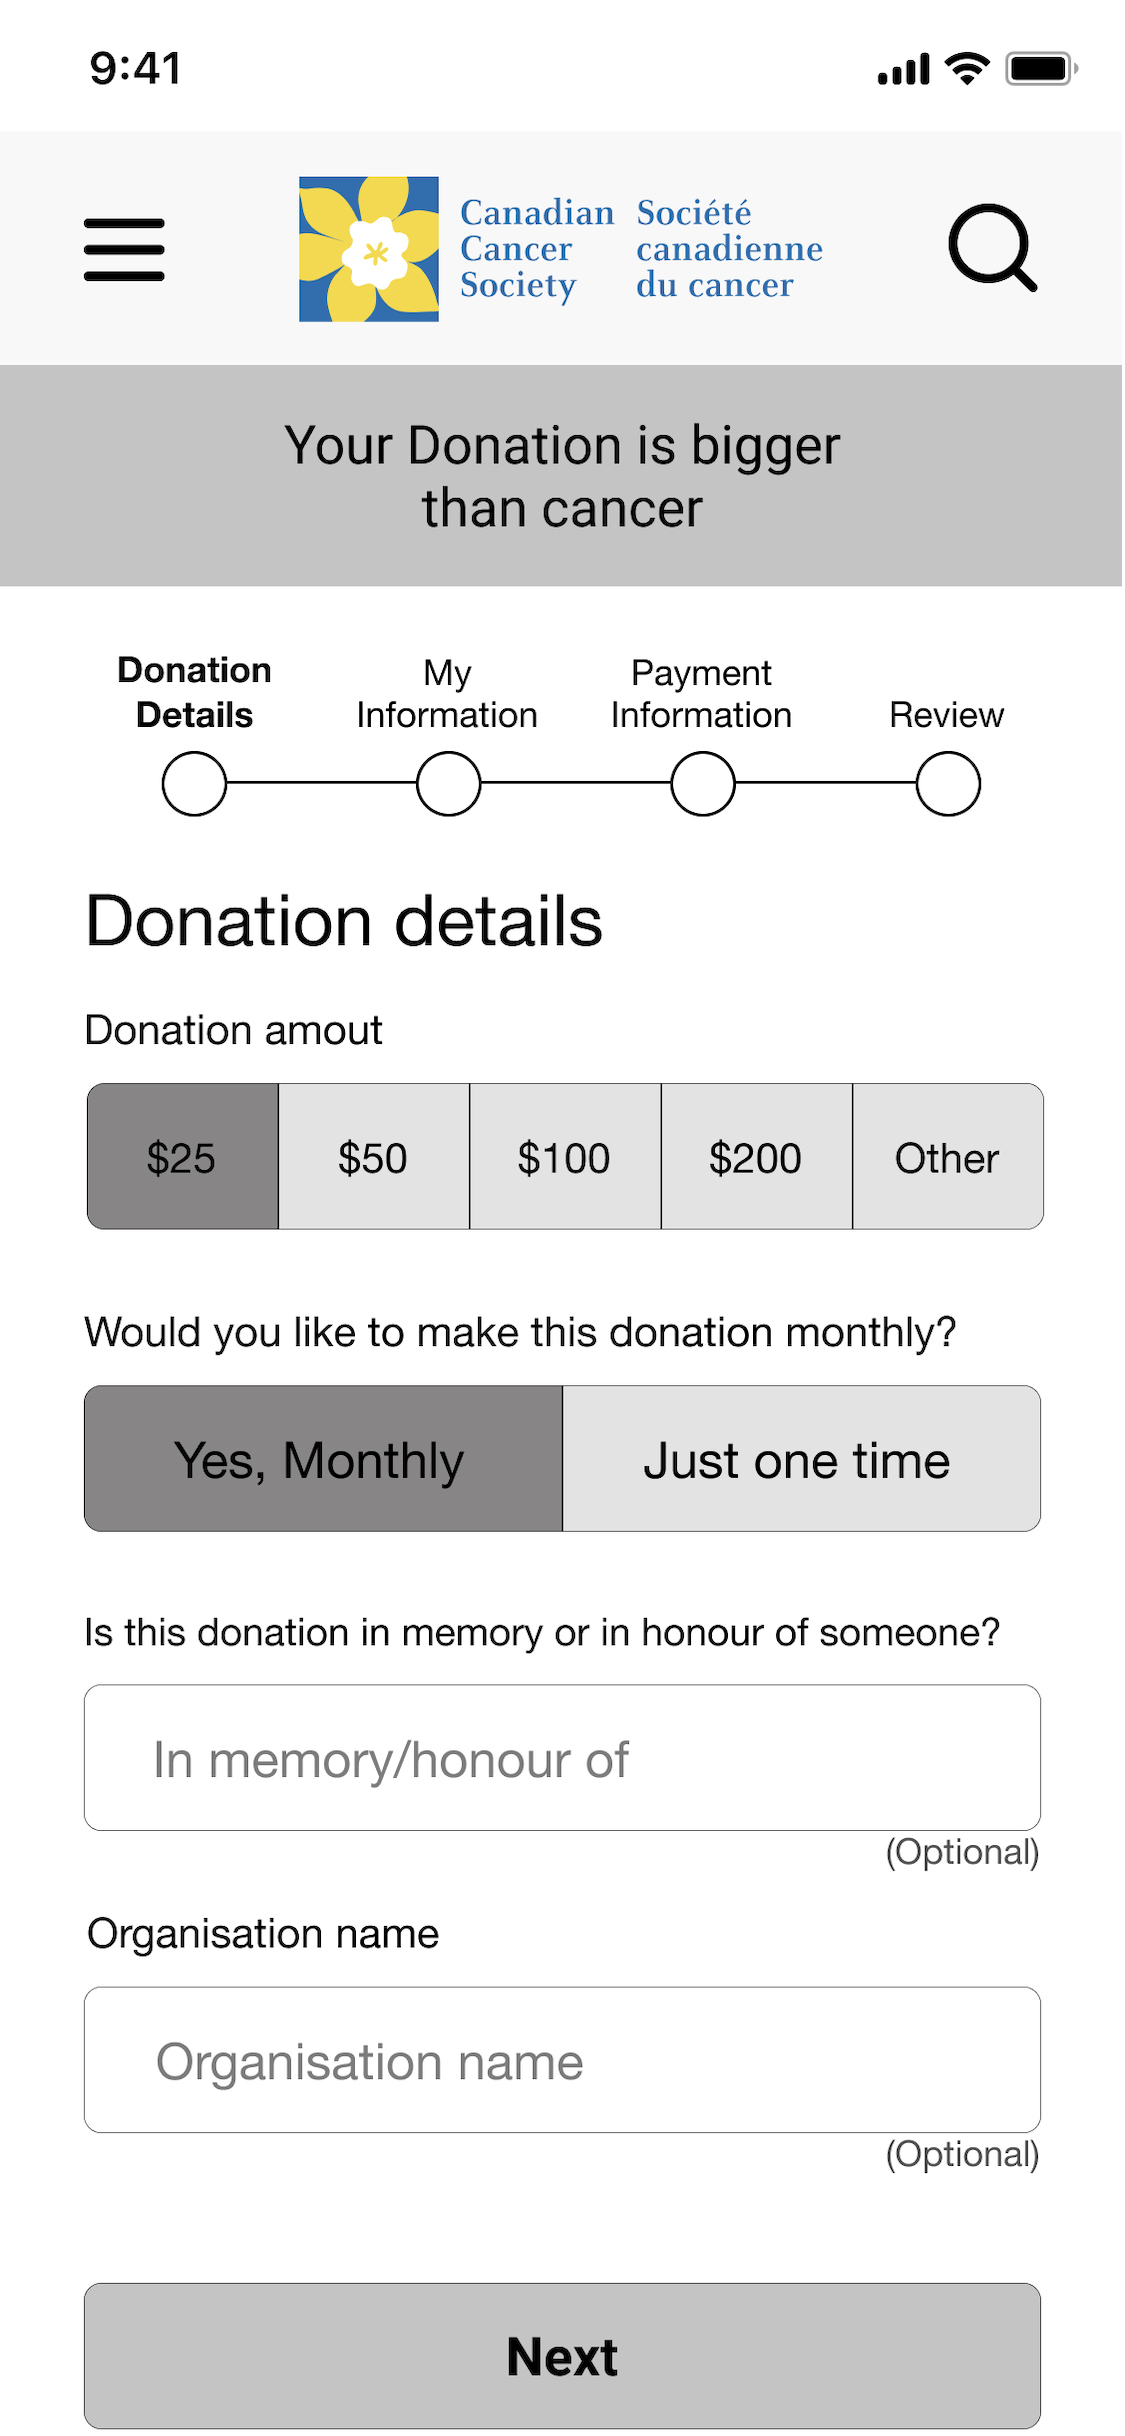 9:41
Canadian Société
Cancer canadienne
Society du cancer
Your Donation is bigger
than cancer
Donation
Details
My
Information
Payment
Information
Review
Donation details
Donation amout
$25 $50 $100 $200 Other
Would you like to make this donation monthly?
Yes, Monthly Just one time
Is this donation in memory or in honour of someone?
In memory/honour of
(Optional)
Organisation name
Organisation name
(Optional)
Next